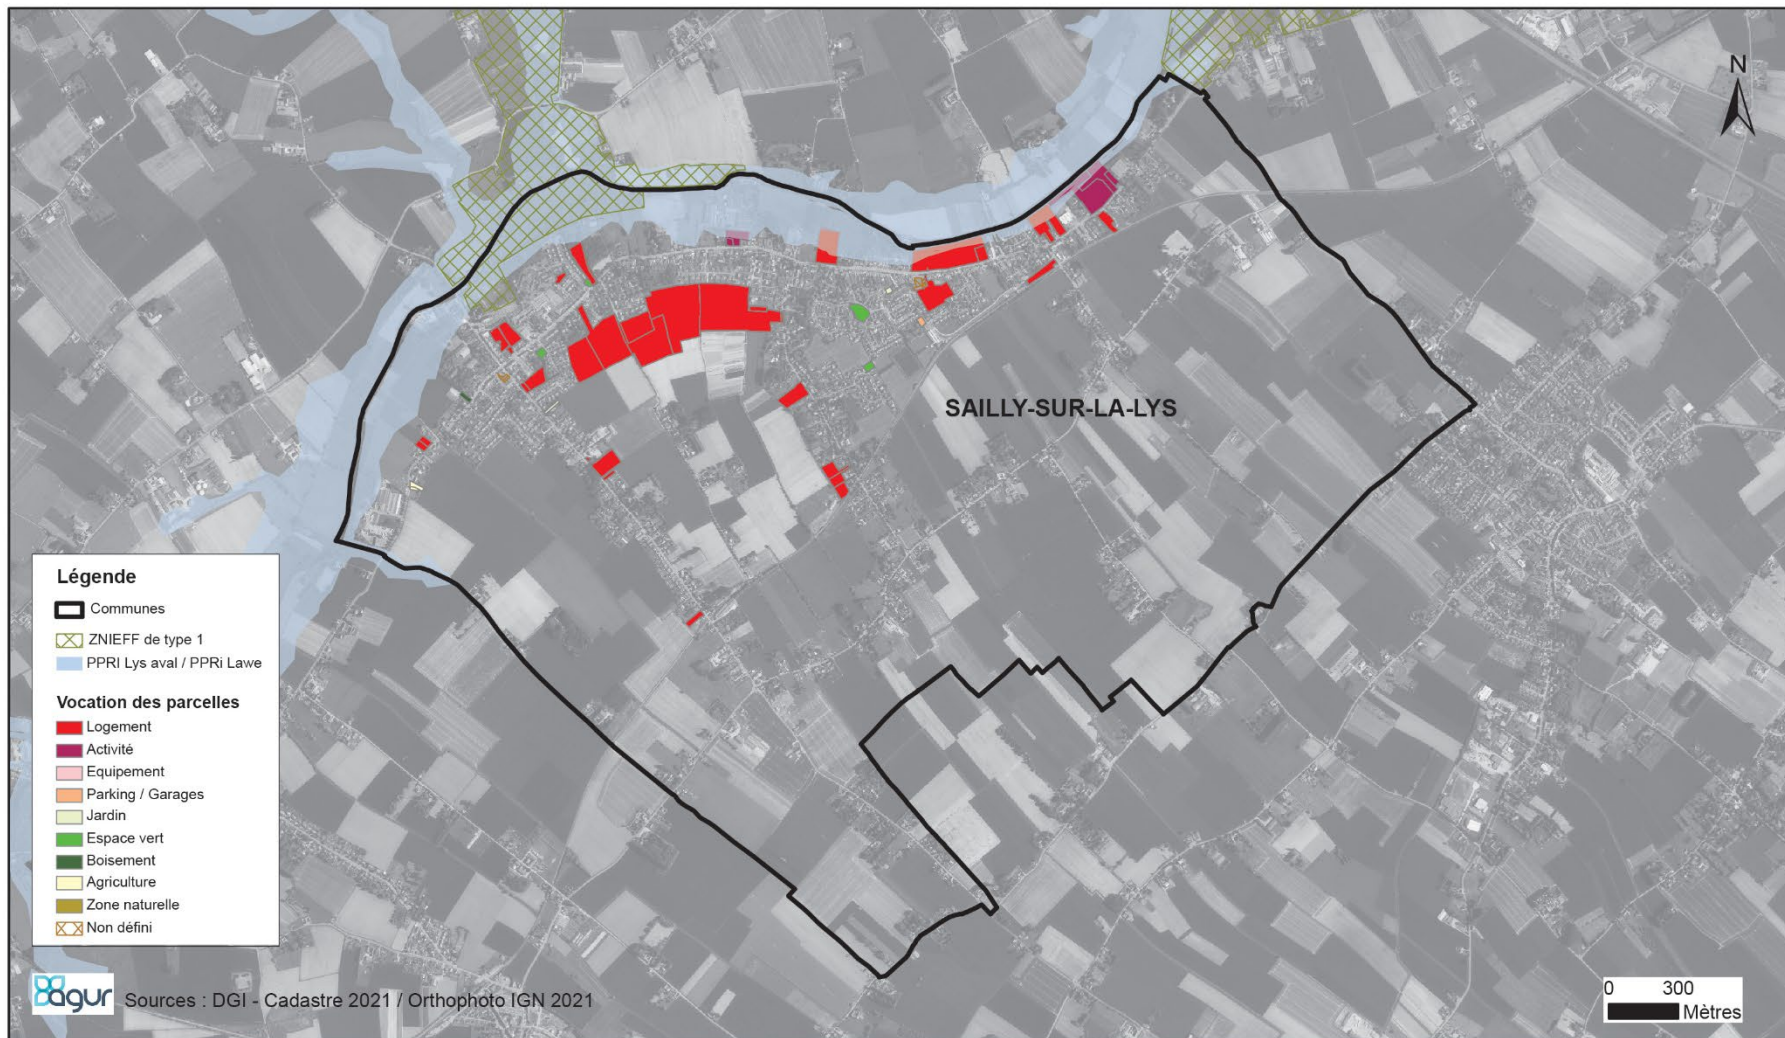 N
SAILLY-SUR-LA-LYS
Légende
Communes
ZNIEFF de type 1
PPRI Lys aval / PPRi Lawe
Vocation des parcelles
Logement
Activité
Equipement
Parking / Garages
Jardin
Espace vert
Boisement
Agriculture
Zone naturelle
Non défini
agur Sources : DGI - Cadastre 2021 / Orthophoto IGN 2021
0 300
Mètres